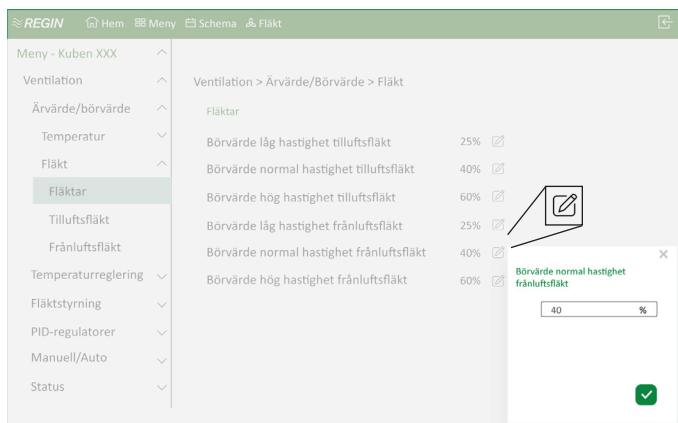 REGIN Hem Meny Schema Fläkt
Meny - Kuben XXX
Ventilation
Ärvärde/börvärde
Temperatur
Fläkt
Fläktar
Tilluftsfläkt
Frånluftsfläkt
Temperaturreglering
Fläktstyrning
PID-regulatorer
Manuell/Auto
Status
Ventilation > Ärvärde/Börvärde > Fläkt
Fläktar
Börvärde låg hastighet tilluftsfläkt 25%
Börvärde normal hastighet tilluftsfläkt 40%
Börvärde hög hastighet tilluftsfläkt 60%
Börvärde låg hastighet frånluftsfläkt 25%
Börvärde normal hastighet frånluftsfläkt 40%
Börvärde hög hastighet frånluftsfläkt 60%
Börvärde normal hastighet
frånluftsfläkt
40 %